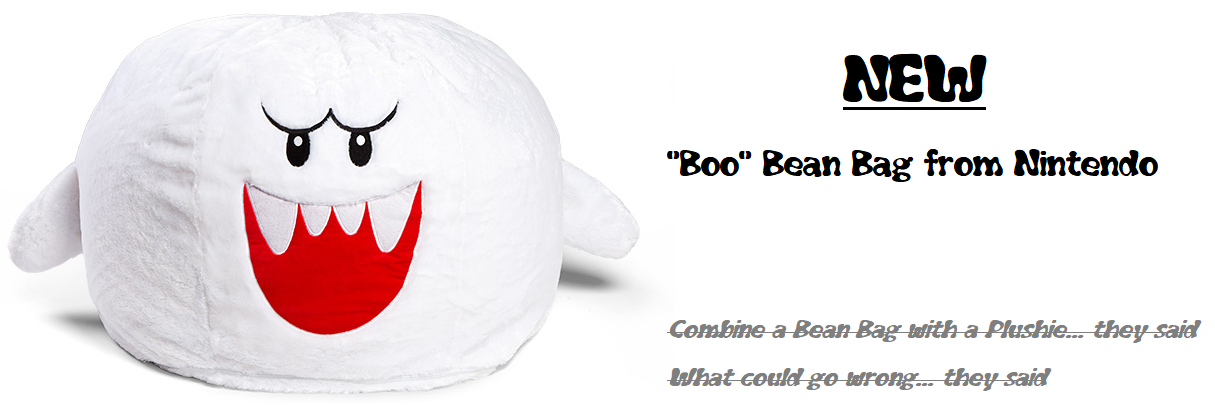 NEW
"Boo" Bean Bag from Nintendo
Combine a Bean Bag with a Plushie... they said
What could go wrong... they said